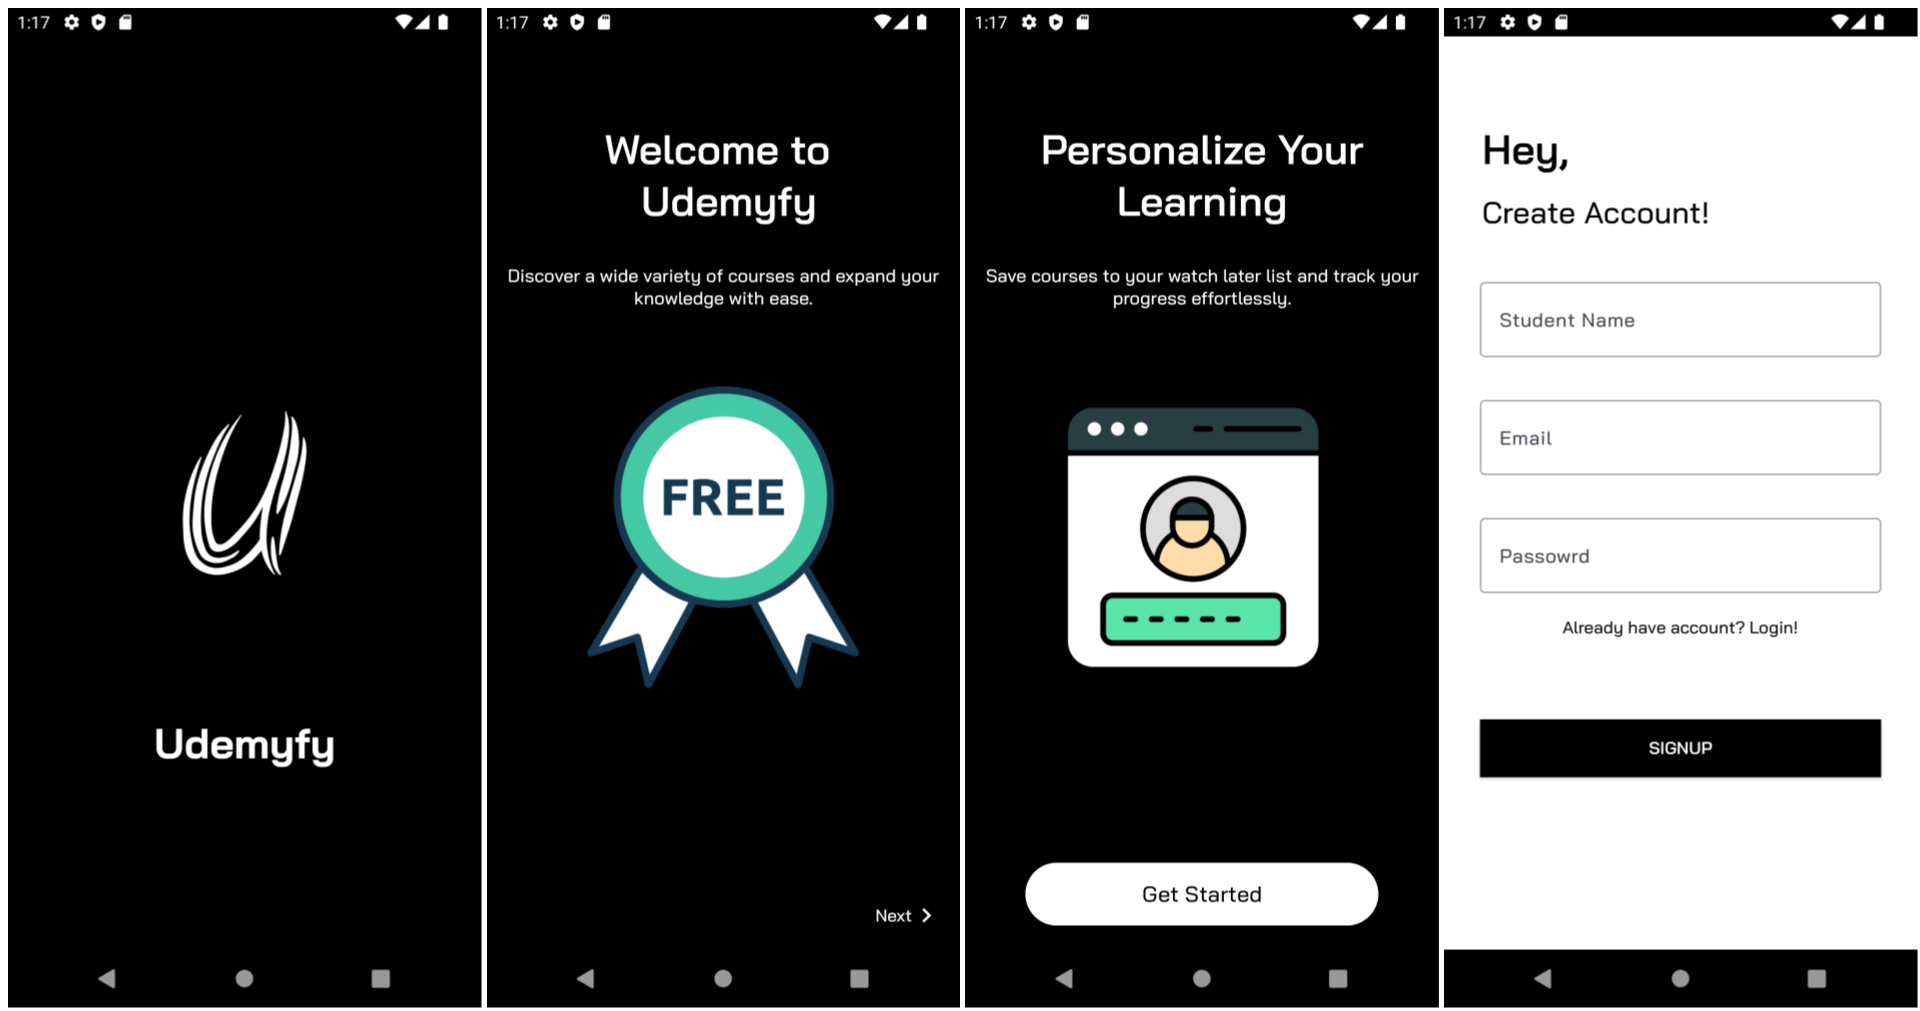 1:17
Udemyfy
1:17
Welcome to
Udemyfy
Discover a wide variety of courses and expand your
knowledge with ease.
FREE
Next
1:17
Personalize Your
Learning
Save courses to your watch later list and track your
progress effortlessly.
Get Started
1:17
Hey,
Create Account!
Student Name
Email
Passowrd
Already have account? Login!
SIGNUP